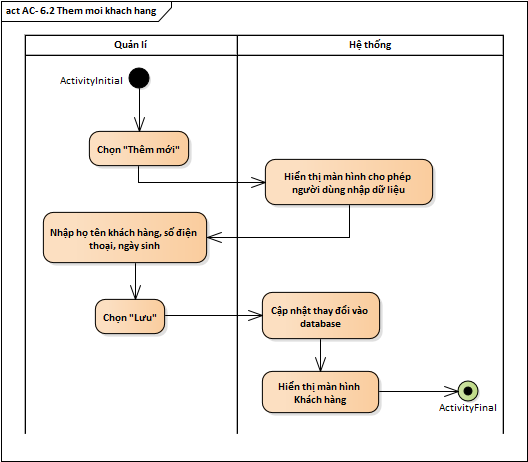 act AC- 6.2 Them moi khach hang
Quản lí
Hệ thống
ActivityInitial
Chọn "Thêm mới"
Hiển thị màn hình cho phép
người dùng nhập dữ liệu
Nhập họ tên khách hàng, số điện
thoại, ngày sinh
Chọn "Lưu"
Cập nhật thay đổi vào
database
Hiển thị màn hình
Khách hàng
ActivityFinal